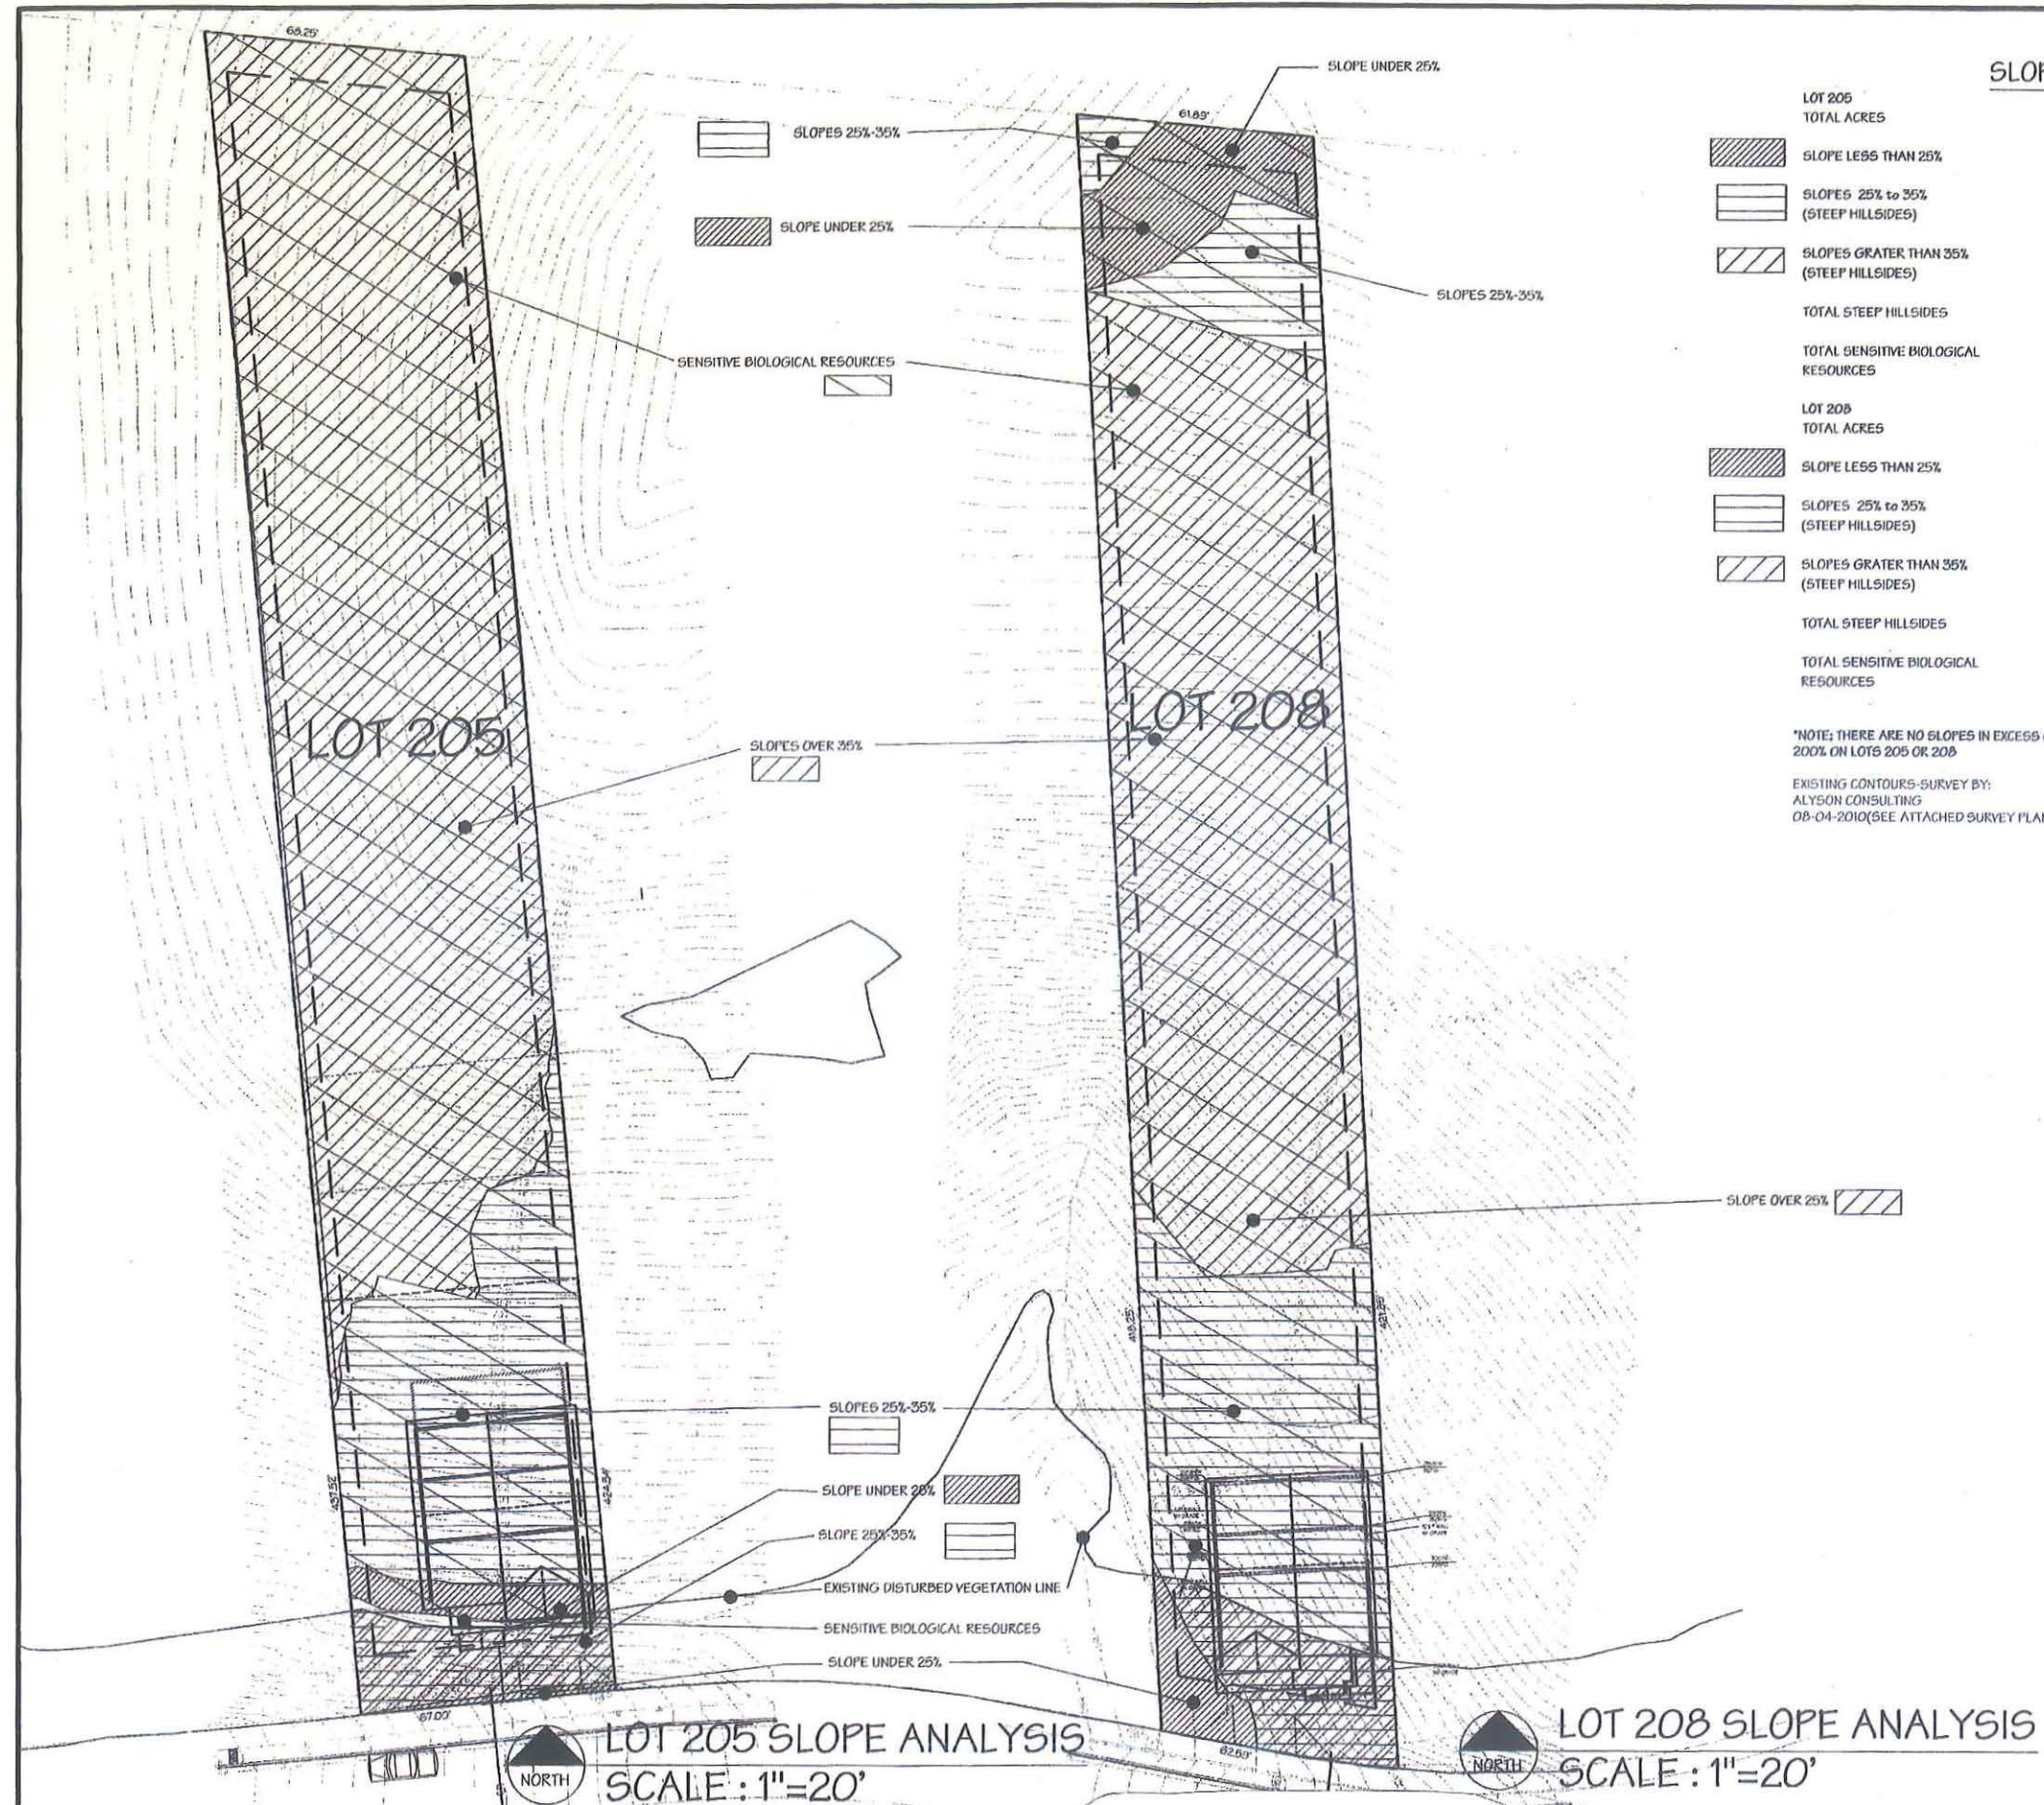 68.25'
SLOPES 25%-35%
SLOPE UNDER 25%
SENSITIVE BIOLOGICAL RESOURCES
SLOPE UNDER 25%
61.89'
SLOPES 25%-35%
LOT 205
LOT 208
SLOPES OVER 35%
SLOPE OVER 25%
418.25'
SLOPES 25%-35%
SLOPE UNDER 25%
SLOPE 25%-35%
EXISTING DISTURBED VEGETATION LINE
SENSITIVE BIOLOGICAL RESOURCES
SLOPE UNDER 25%
437.52'
67.00'
LOT 205 SLOPE ANALYSIS
SCALE : 1"=20'
NORTH
LOT 208 SLOPE ANALYSIS
SCALE : 1"=20'
NORTH
SLOP
LOT 205
TOTAL ACRES
SLOPE LESS THAN 25%
SLOPES 25% to 35%
(STEEP HILLSIDES)
SLOPES GRATER THAN 35%
(STEEP HILLSIDES)
TOTAL STEEP HILLSIDES
TOTAL SENSITIVE BIOLOGICAL
RESOURCES
LOT 208
TOTAL ACRES
SLOPE LESS THAN 25%
SLOPES 25% to 35%
(STEEP HILLSIDES)
SLOPES GRATER THAN 35%
(STEEP HILLSIDES)
TOTAL STEEP HILLSIDES
TOTAL SENSITIVE BIOLOGICAL
RESOURCES
*NOTE; THERE ARE NO SLOPES IN EXCESS
200% ON LOTS 205 OR 208
EXISTING CONTOURS-SURVEY BY:
ALYSON CONSULTING
08-04-2010(SEE ATTACHED SURVEY PLAN